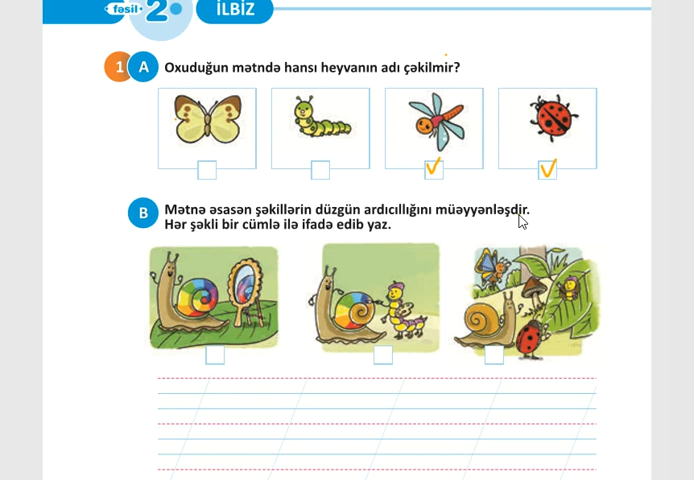 fəsil 2 İLBİZ
1 A Oxuduğun mətndə hansı heyvanın adı çəkilmir?
B Mətnə əsasən şəkillərin düzgün ardıcıllığını müəyyənləşdir.
Hər şəkli bir cümlə ilə ifadə edib yaz.